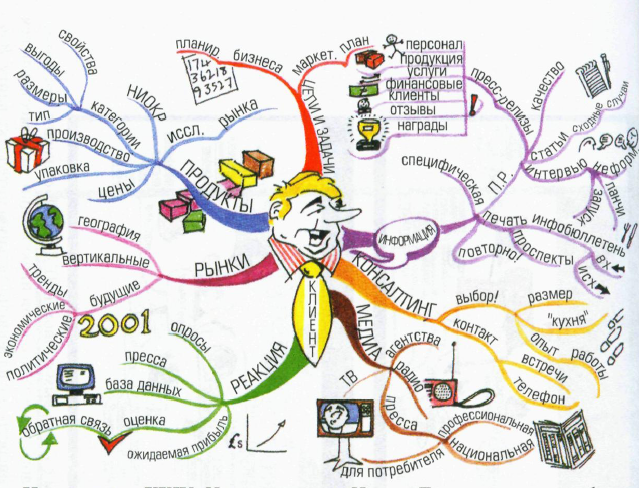 КЛИЕНТ
ЦЕЛИ И ЗАДАЧИ
планир. бизнеса
174
36218
93527
маркет. план
ИНФОРМАЦИЯ
П.Р.
пресс-релизы
персонал
продукция
услуги
финансовые
клиенты
отзывы
награды
!
качество
статьи
сходные случаи
интервью
ленчи
запуск
специфическая
печать
инфобюллетень
повторно!
проспекты
вх
исх
КОНСАЛТИНГ
выбор!
размер
"кухня"
опыт работы
контакт
встречи
телефон
МЕДИА
агентства
радио
ТВ
пресса
профессиональная
национальная
для потребителя
РЕАКЦИЯ
опросы
пресса
база данных
оценка
обратная связь
ожидаемая прибыль
£s
РЫНКИ
география
вертикальные
будущие
2001
тренды
экономические
политические
ПРОДУКТЫ
иссл. рынка
НИОКР
категории
свойства
выгоды
размеры
тип
производство
упаковка
цены